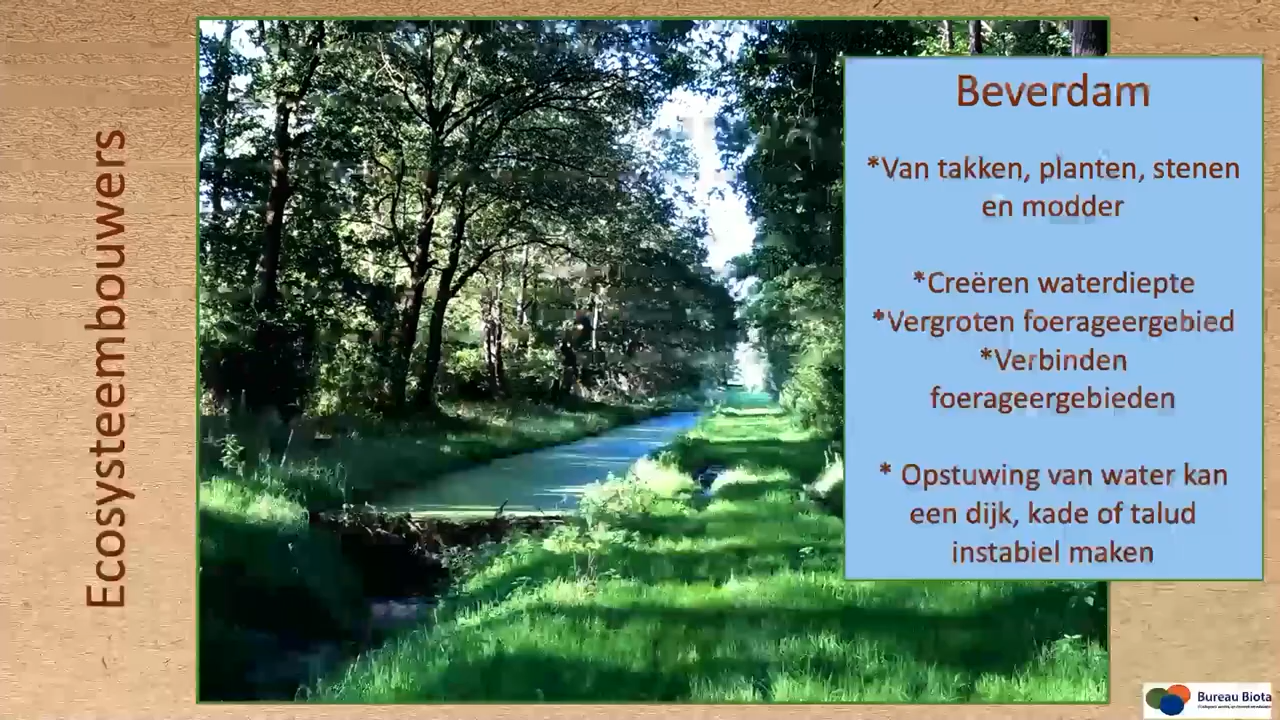 Ecosysteembouwers
Beverdam
*Van takken, planten, stenen
en modder
*Creëren waterdiepte
*Vergroten foerageergebied
*Verbinden
foerageergebieden
* Opstuwing van water kan
een dijk, kade of talud
instabiel maken
Bureau Biota